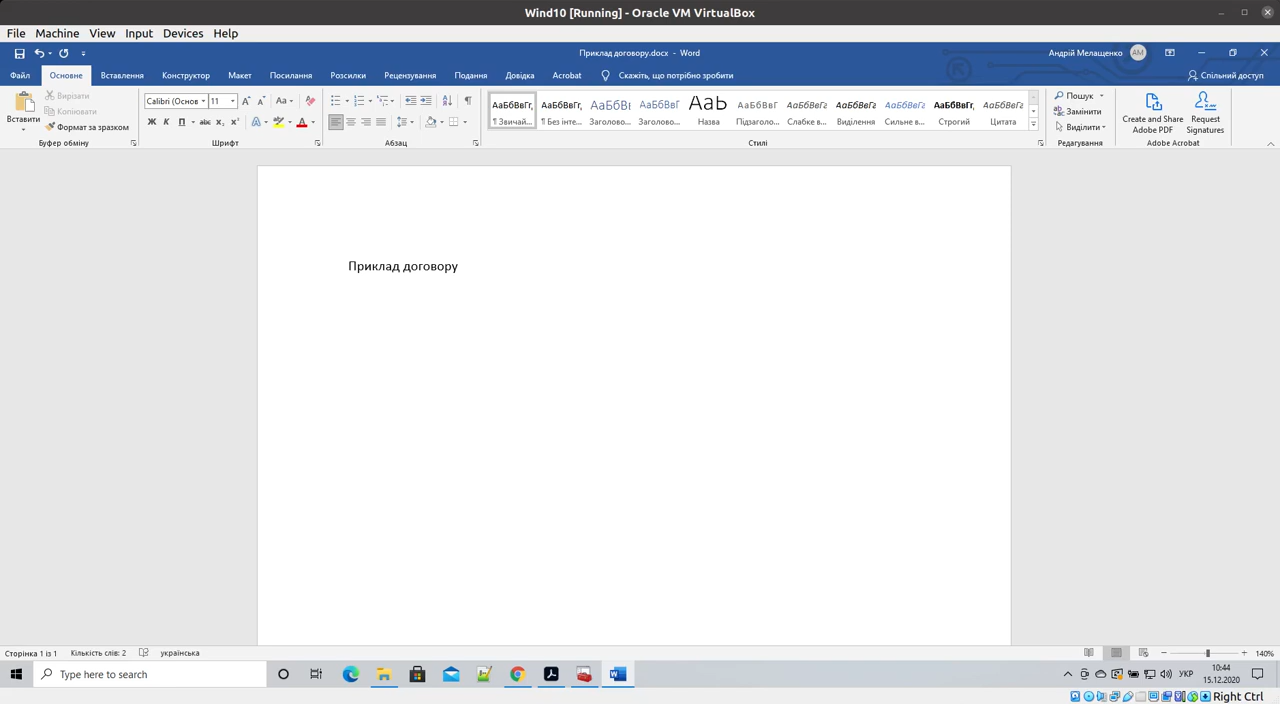 Wind10 [Running] - Oracle VM VirtualBox
File Machine View Input Devices Help
Приклад договору.docx - Word
Андрій Мелащенко AM
Файл Основне Вставлення Конструктор Макет Посилання Розсилки Рецензування Подання Довідка Acrobat Скажіть, що потрібно зробити Спільний доступ
Вставити
Вирізати
Копіювати
Формат за зразком
Буфер обміну
Calibri (Основ 11
Шрифт
Абзац
АаБбВвГг, АаБбВвГг, АаБбВ АаБбВвГ Aab АаБбВвГ АаБбВвГг АаБбВвГг АаБбВвГг АаБбВвГг, АаБбВвГг
¶ Звичай... ¶ Без інте... Заголово... Заголово... Назва Підзаголо... Слабке в... Виділення Сильне в... Строгий Цитата
Стилі
Пошук
Замінити
Виділити
Редагування
Create and Share Adobe PDF
Request Signatures
Adobe Acrobat
Приклад договору
Сторінка 1 із 1 Кількість слів: 2 українська 140%
Type here to search
УКР
10:44
15.12.2020
Right Ctrl